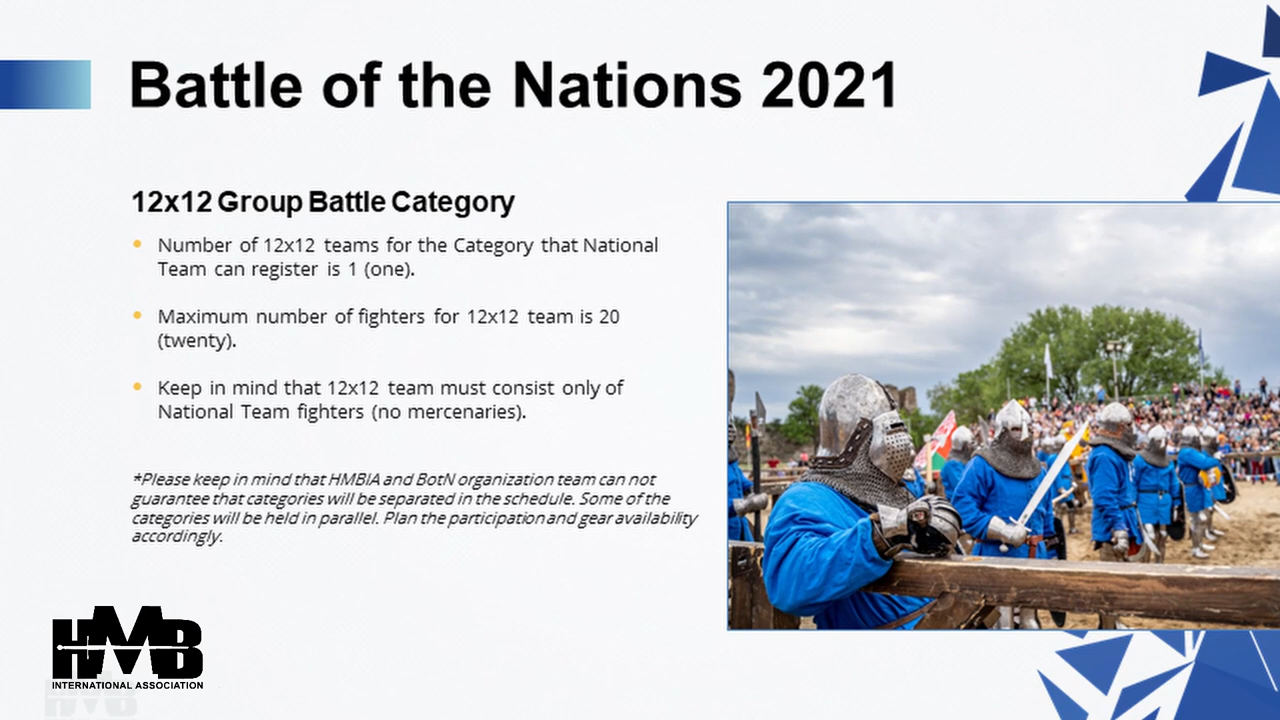 Battle of the Nations 2021
12x12 Group Battle Category
Number of 12x12 teams for the Category that National
Team can register is 1 (one).
Maximum number of fighters for 12x12 team is 20
(twenty).
Keep in mind that 12x12 team must consist only of
National Team fighters (no mercenaries).
*Please keep in mind that HMBIA and BotN organization team can not
guarantee that categories will be separated in the schedule. Some of the
categories will be held in parallel. Plan the participation and gear availability
accordingly.
HMB
INTERNATIONAL ASSOCIATION